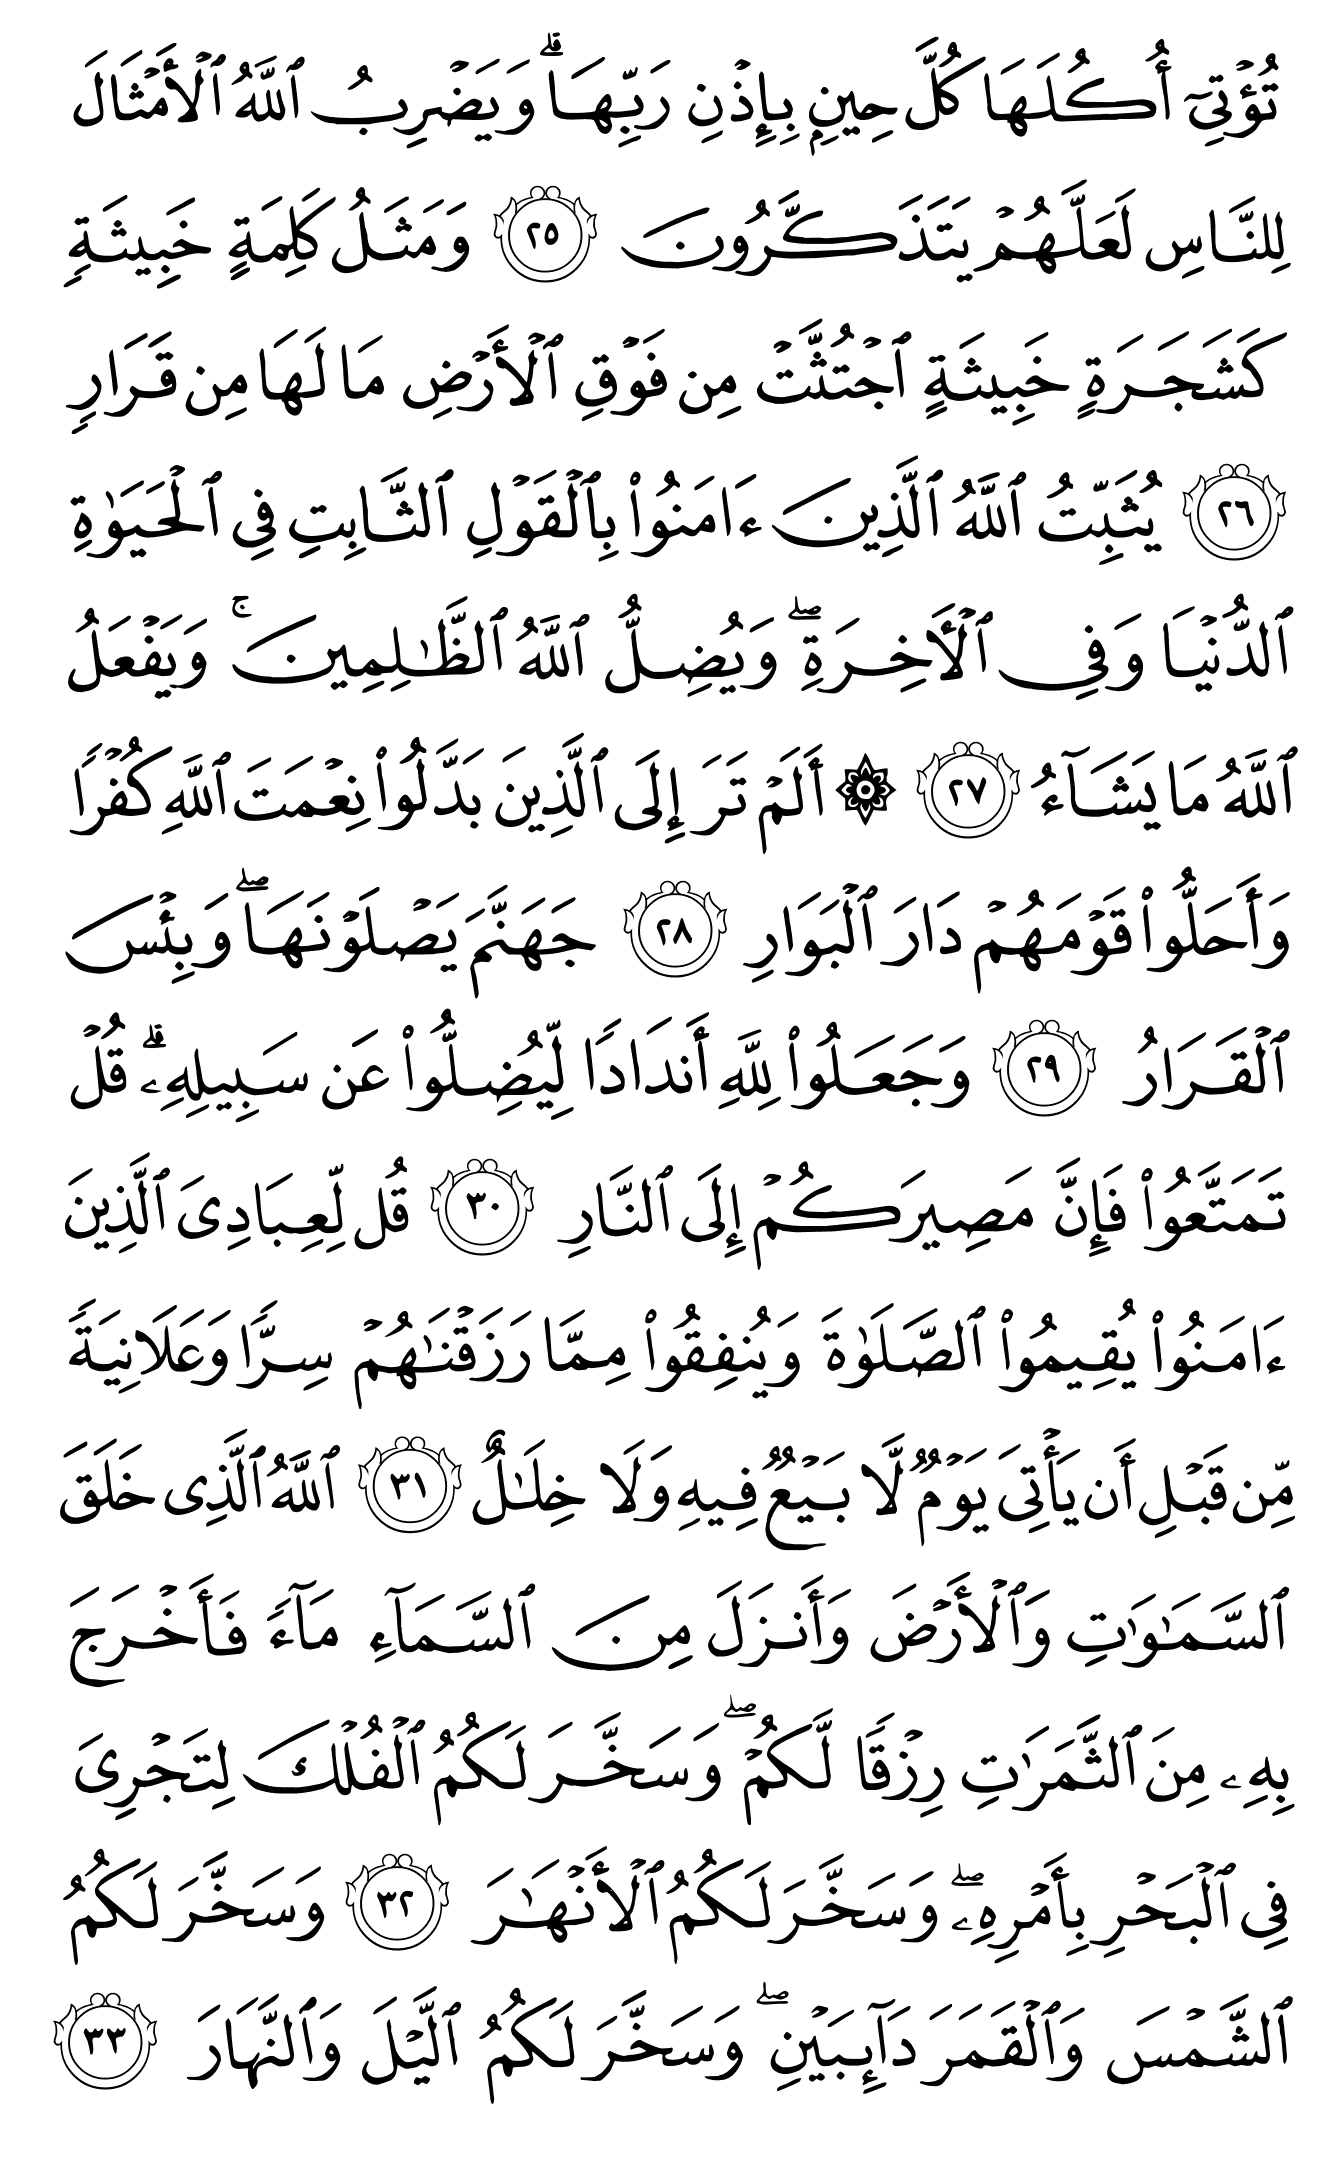 تُؤۡتِيٓ أُكُلَهَا كُلَّ حِينِۭ بِإِذۡنِ رَبِّهَاۗ وَيَضۡرِبُ ٱللَّهُ ٱلۡأَمۡثَالَ
لِلنَّاسِ لَعَلَّهُمۡ يَتَذَكَّرُونَ ٢٥ وَمَثَلُ كَلِمَةٍ خَبِيثَةٖ
كَشَجَرَةٍ خَبِيثَةٍ ٱجۡتُثَّتۡ مِن فَوۡقِ ٱلۡأَرۡضِ مَا لَهَا مِن قَرَارٖ
٢٦ يُثَبِّتُ ٱللَّهُ ٱلَّذِينَ ءَامَنُواْ بِٱلۡقَوۡلِ ٱلثَّابِتِ فِي ٱلۡحَيَوٰةِ
ٱلدُّنۡيَا وَفِي ٱلۡأٓخِرَةِۖ وَيُضِلُّ ٱللَّهُ ٱلظَّٰلِمِينَۚ وَيَفۡعَلُ
ٱللَّهُ مَا يَشَآءُ ٢٧ ۞ أَلَمۡ تَرَ إِلَى ٱلَّذِينَ بَدَّلُواْ نِعۡمَتَ ٱللَّهِ كُفۡرٗا
وَأَحَلُّواْ قَوۡمَهُمۡ دَارَ ٱلۡبَوَارِ ٢٨ جَهَنَّمَ يَصۡلَوۡنَهَاۖ وَبِئۡسَ
ٱلۡقَرَارُ ٢٩ وَجَعَلُواْ لِلَّهِ أَندَادٗا لِّيُضِلُّواْ عَن سَبِيلِهِۦۗ قُلۡ
تَمَتَّعُواْ فَإِنَّ مَصِيرَكُمۡ إِلَى ٱلنَّارِ ٣٠ قُل لِّعِبَادِيَ ٱلَّذِينَ
ءَامَنُواْ يُقِيمُواْ ٱلصَّلَوٰةَ وَيُنفِقُواْ مِمَّا رَزَقۡنَٰهُمۡ سِرّٗا وَعَلَانِيَةٗ
مِّن قَبۡلِ أَن يَأۡتِيَ يَوۡمٞ لَّا بَيۡعٞ فِيهِ وَلَا خِلَٰلٌ ٣١ ٱللَّهُ ٱلَّذِي خَلَقَ
ٱلسَّمَٰوَٰتِ وَٱلۡأَرۡضَ وَأَنزَلَ مِنَ ٱلسَّمَآءِ مَآءٗ فَأَخۡرَجَ
بِهِۦ مِنَ ٱلثَّمَرَٰتِ رِزۡقٗا لَّكُمۡۖ وَسَخَّرَ لَكُمُ ٱلۡفُلۡكَ لِتَجۡرِيَ
فِي ٱلۡبَحۡرِ بِأَمۡرِهِۦۖ وَسَخَّرَ لَكُمُ ٱلۡأَنۡهَٰرَ ٣٢ وَسَخَّرَ لَكُمُ
ٱلشَّمۡسَ وَٱلۡقَمَرَ دَآئِبَيۡنِۖ وَسَخَّرَ لَكُمُ ٱلَّيۡلَ وَٱلنَّهَارَ ٣٣